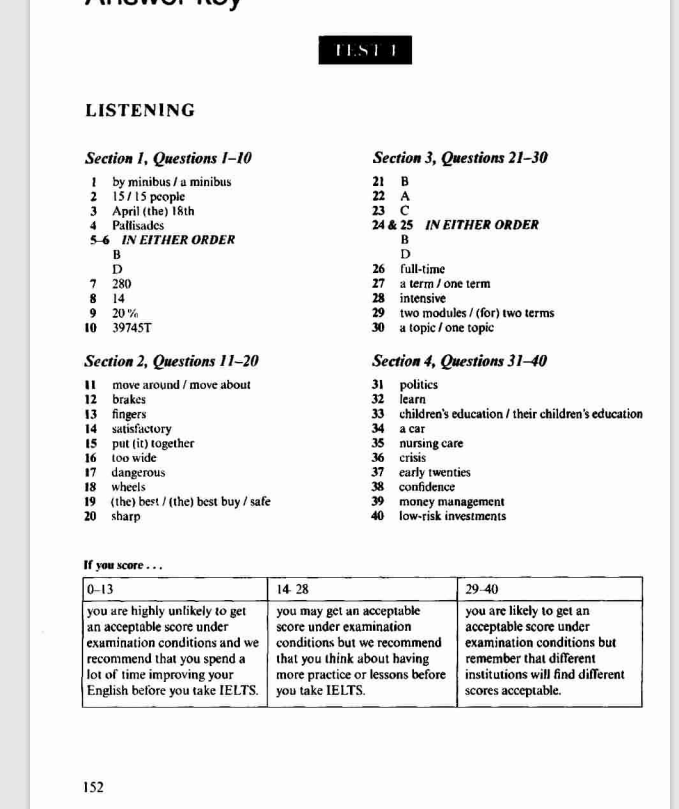 Answer key
TEST 1
LISTENING
Section 1, Questions 1–10
1 by minibus / a minibus
2 15 / 15 people
3 April (the) 18th
4 Pallisades
5–6 IN EITHER ORDER
B
D
7 280
8 14
9 20%
10 39745T
Section 2, Questions 11–20
11 move around / move about
12 brakes
13 fingers
14 satisfactory
15 put (it) together
16 too wide
17 dangerous
18 wheels
19 (the) best / (the) best buy / safe
20 sharp
Section 3, Questions 21–30
21 B
22 A
23 C
24 & 25 IN EITHER ORDER
B
D
26 full-time
27 a term / one term
28 intensive
29 two modules / (for) two terms
30 a topic / one topic
Section 4, Questions 31–40
31 politics
32 learn
33 children's education / their children's education
34 a car
35 nursing care
36 crisis
37 early twenties
38 confidence
39 money management
40 low-risk investments
If you score . . .
0–13
you are highly unlikely to get
an acceptable score under
examination conditions and we
recommend that you spend a
lot of time improving your
English before you take IELTS.
14–28
you may get an acceptable
score under examination
conditions but we recommend
that you think about having
more practice or lessons before
you take IELTS.
29–40
you are likely to get an
acceptable score under
examination conditions but
remember that different
institutions will find different
scores acceptable.
152